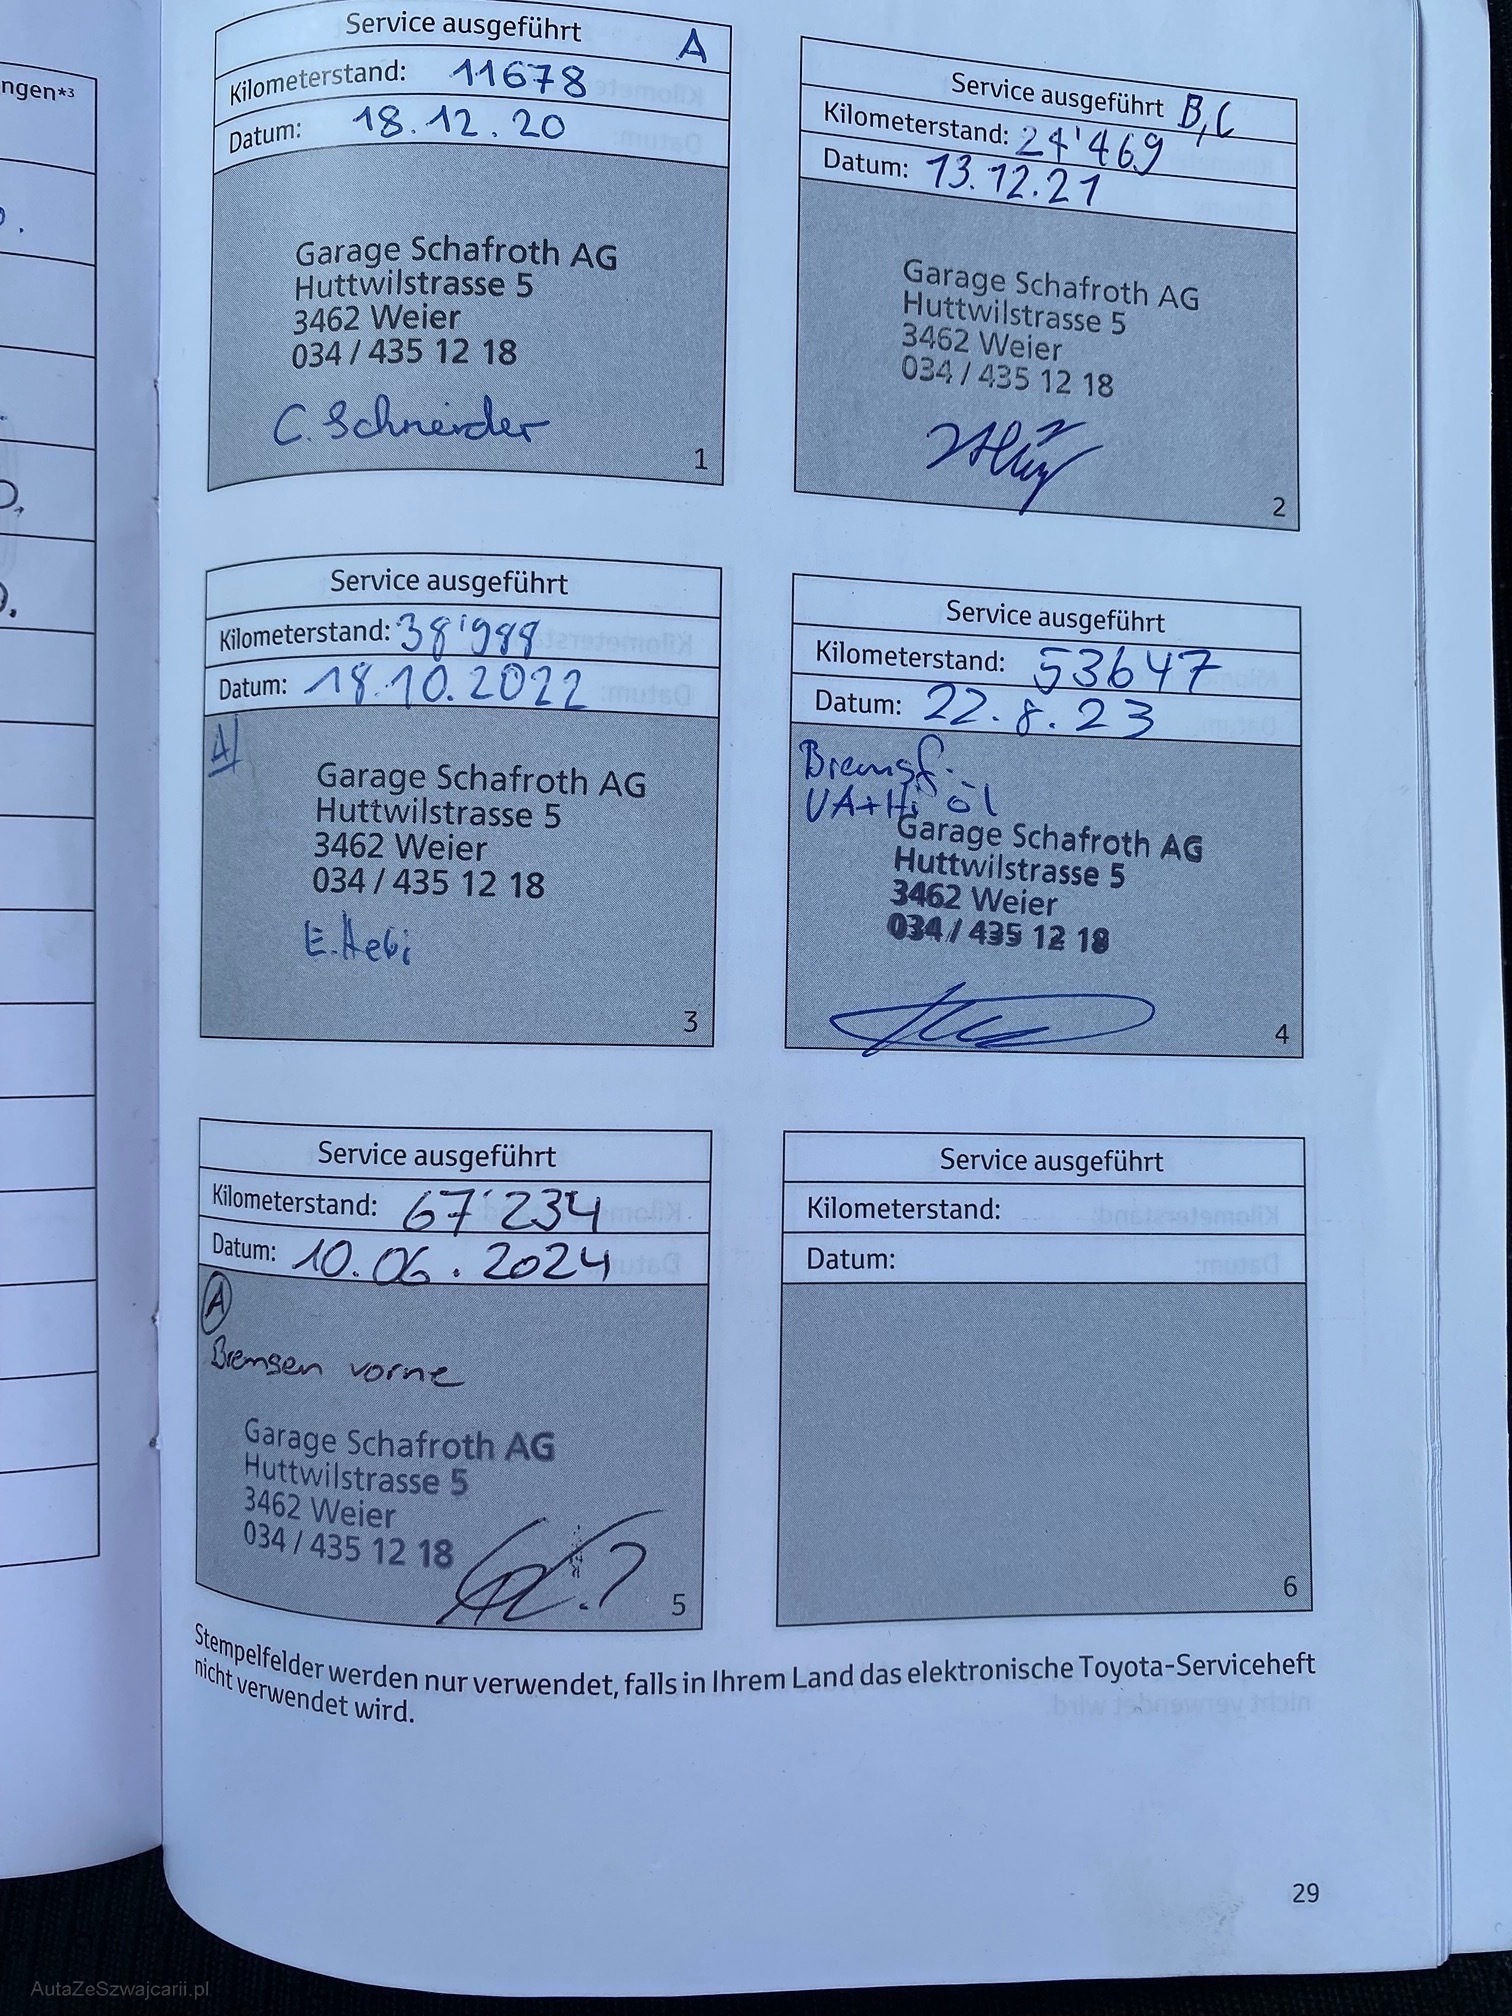 ngen*³
Service ausgeführt A
Kilometerstand: 11678
Datum: 18.12.20
Garage Schafroth AG
Huttwilstrasse 5
3462 Weier
034 / 435 12 18
C. Schneider
1
Service ausgeführt B,C
Kilometerstand: 24'469
Datum: 13.12.21
Garage Schafroth AG
Huttwilstrasse 5
3462 Weier
034 / 435 12 18
2
Service ausgeführt
Kilometerstand: 38'988
Datum: 18.10.2022
A
Garage Schafroth AG
Huttwilstrasse 5
3462 Weier
034 / 435 12 18
E. Aebi
3
Service ausgeführt
Kilometerstand: 53647
Datum: 22.8.23
Bremsf.
VA+Hi öl
Garage Schafroth AG
Huttwilstrasse 5
3462 Weier
034 / 435 12 18
4
Service ausgeführt
Kilometerstand: 67'234
Datum: 10.06.2024
A
Bremsen vorne
Garage Schafroth AG
Huttwilstrasse 5
3462 Weier
034 / 435 12 18
5
Service ausgeführt
Kilometerstand:
Datum:
6
Stempelfelder werden nur verwendet, falls in Ihrem Land das elektronische Toyota-Serviceheft
nicht verwendet wird.
29
AutaZeSzwajcarii.pl